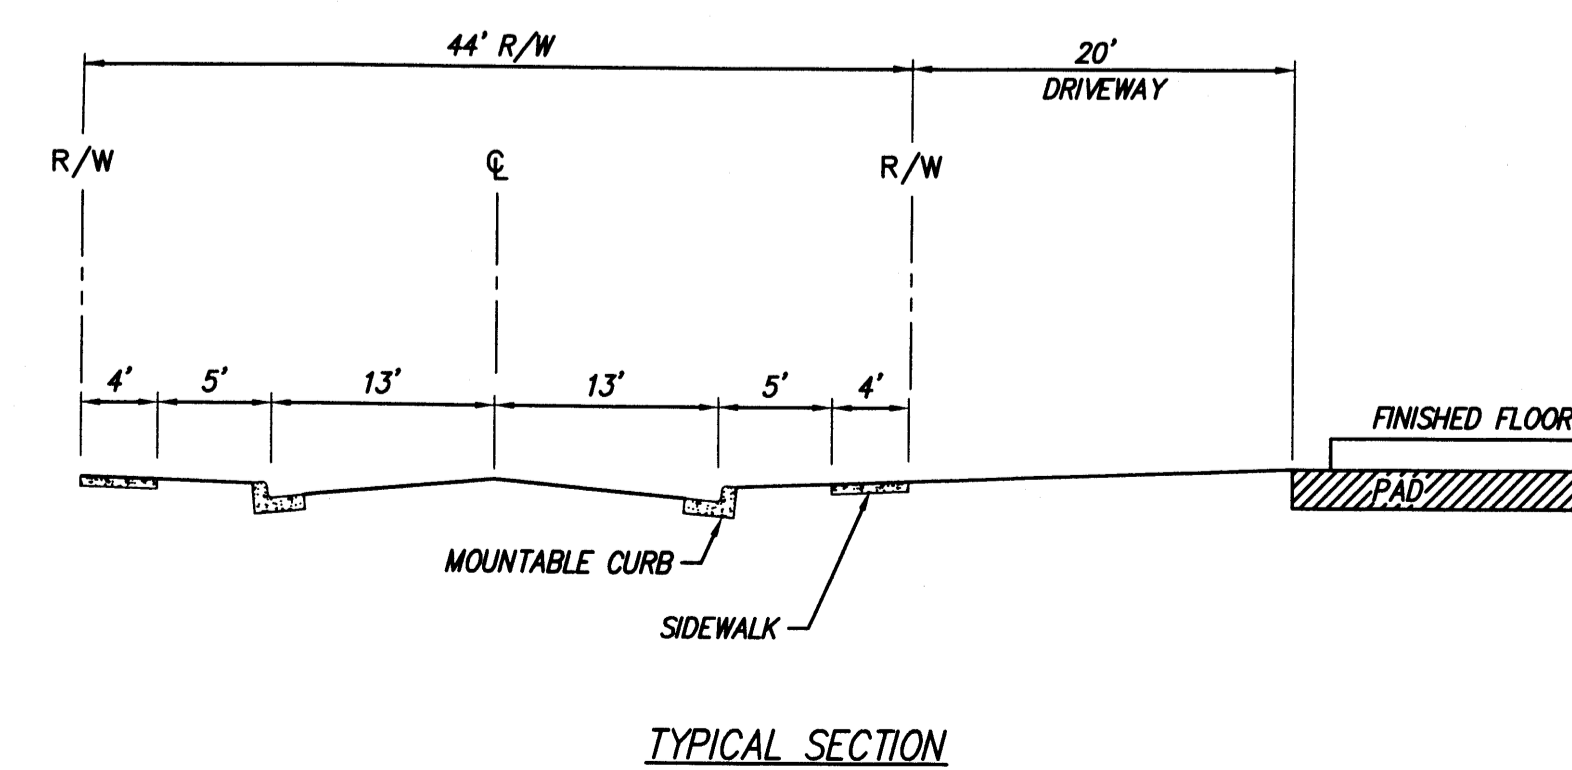 44' R/W
20'
DRIVEWAY
R/W
℄
R/W
4'
5'
13'
13'
5'
4'
FINISHED FLOOR
PAD
MOUNTABLE CURB
SIDEWALK
TYPICAL SECTION